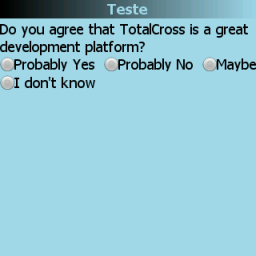 Teste
Do you agree that TotalCross is a great
development platform?
Probably Yes Probably No Maybe
I don't know